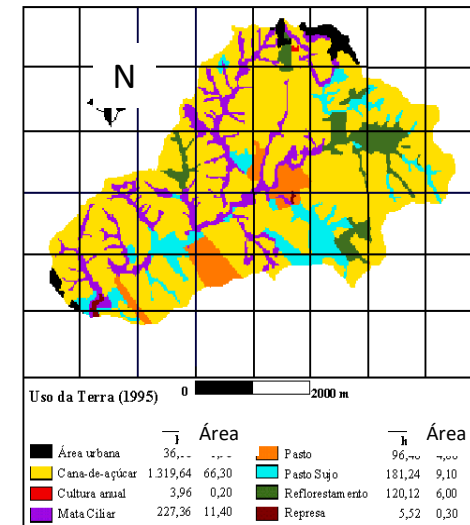 N
Uso da Terra (1995) 0 2000 m
Área Área
Área urbana 36, Pasto 96,
Cana-de-açúcar 1.319,64 66,30 Pasto Sujo 181,24 9,10
Cultura anual 3,96 0,20 Reflorestamento 120,12 6,00
Mata Ciliar 227,36 11,40 Represa 5,52 0,30